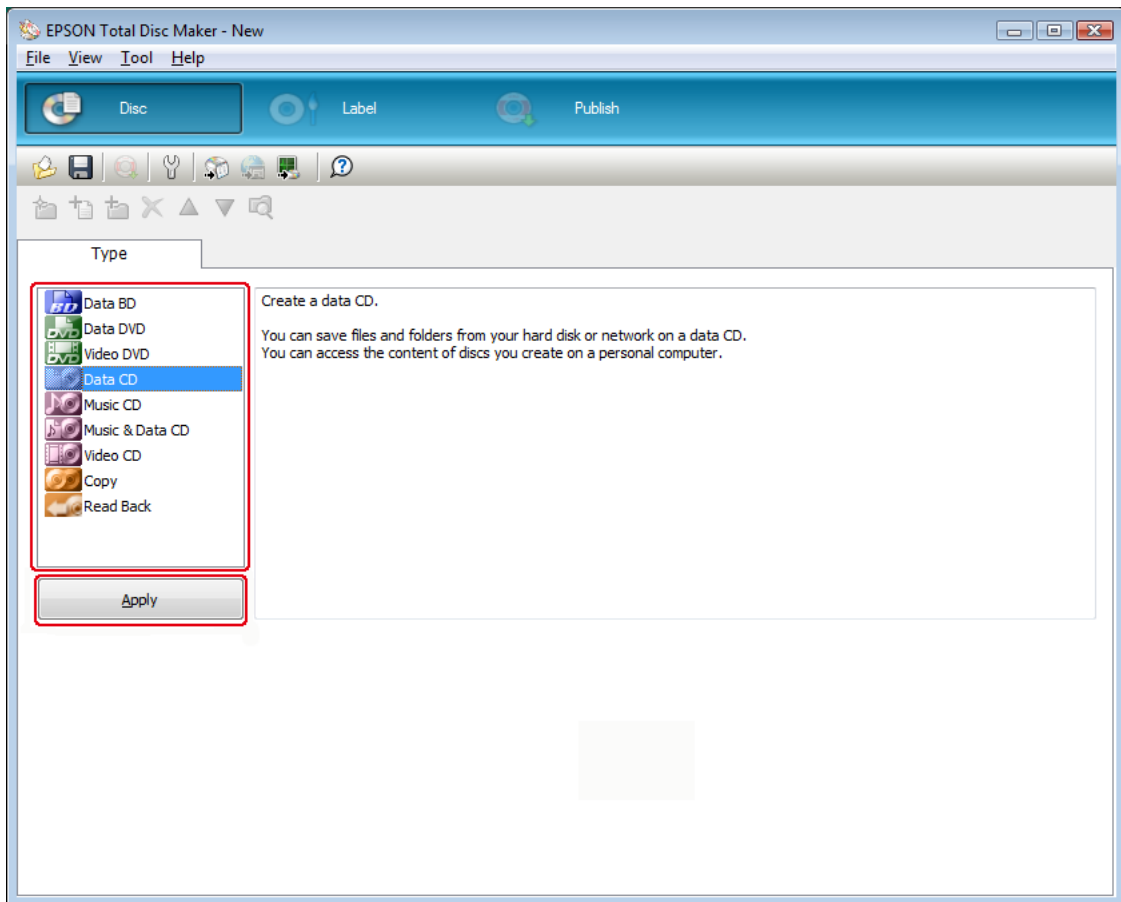 EPSON Total Disc Maker - New
File View Tool Help
Disc Label Publish
Type
BD Data BD
DVD Data DVD
DVD Video DVD
Data CD
Music CD
Music & Data CD
Video CD
Copy
Read Back
Apply
Create a data CD.
You can save files and folders from your hard disk or network on a data CD.
You can access the content of discs you create on a personal computer.